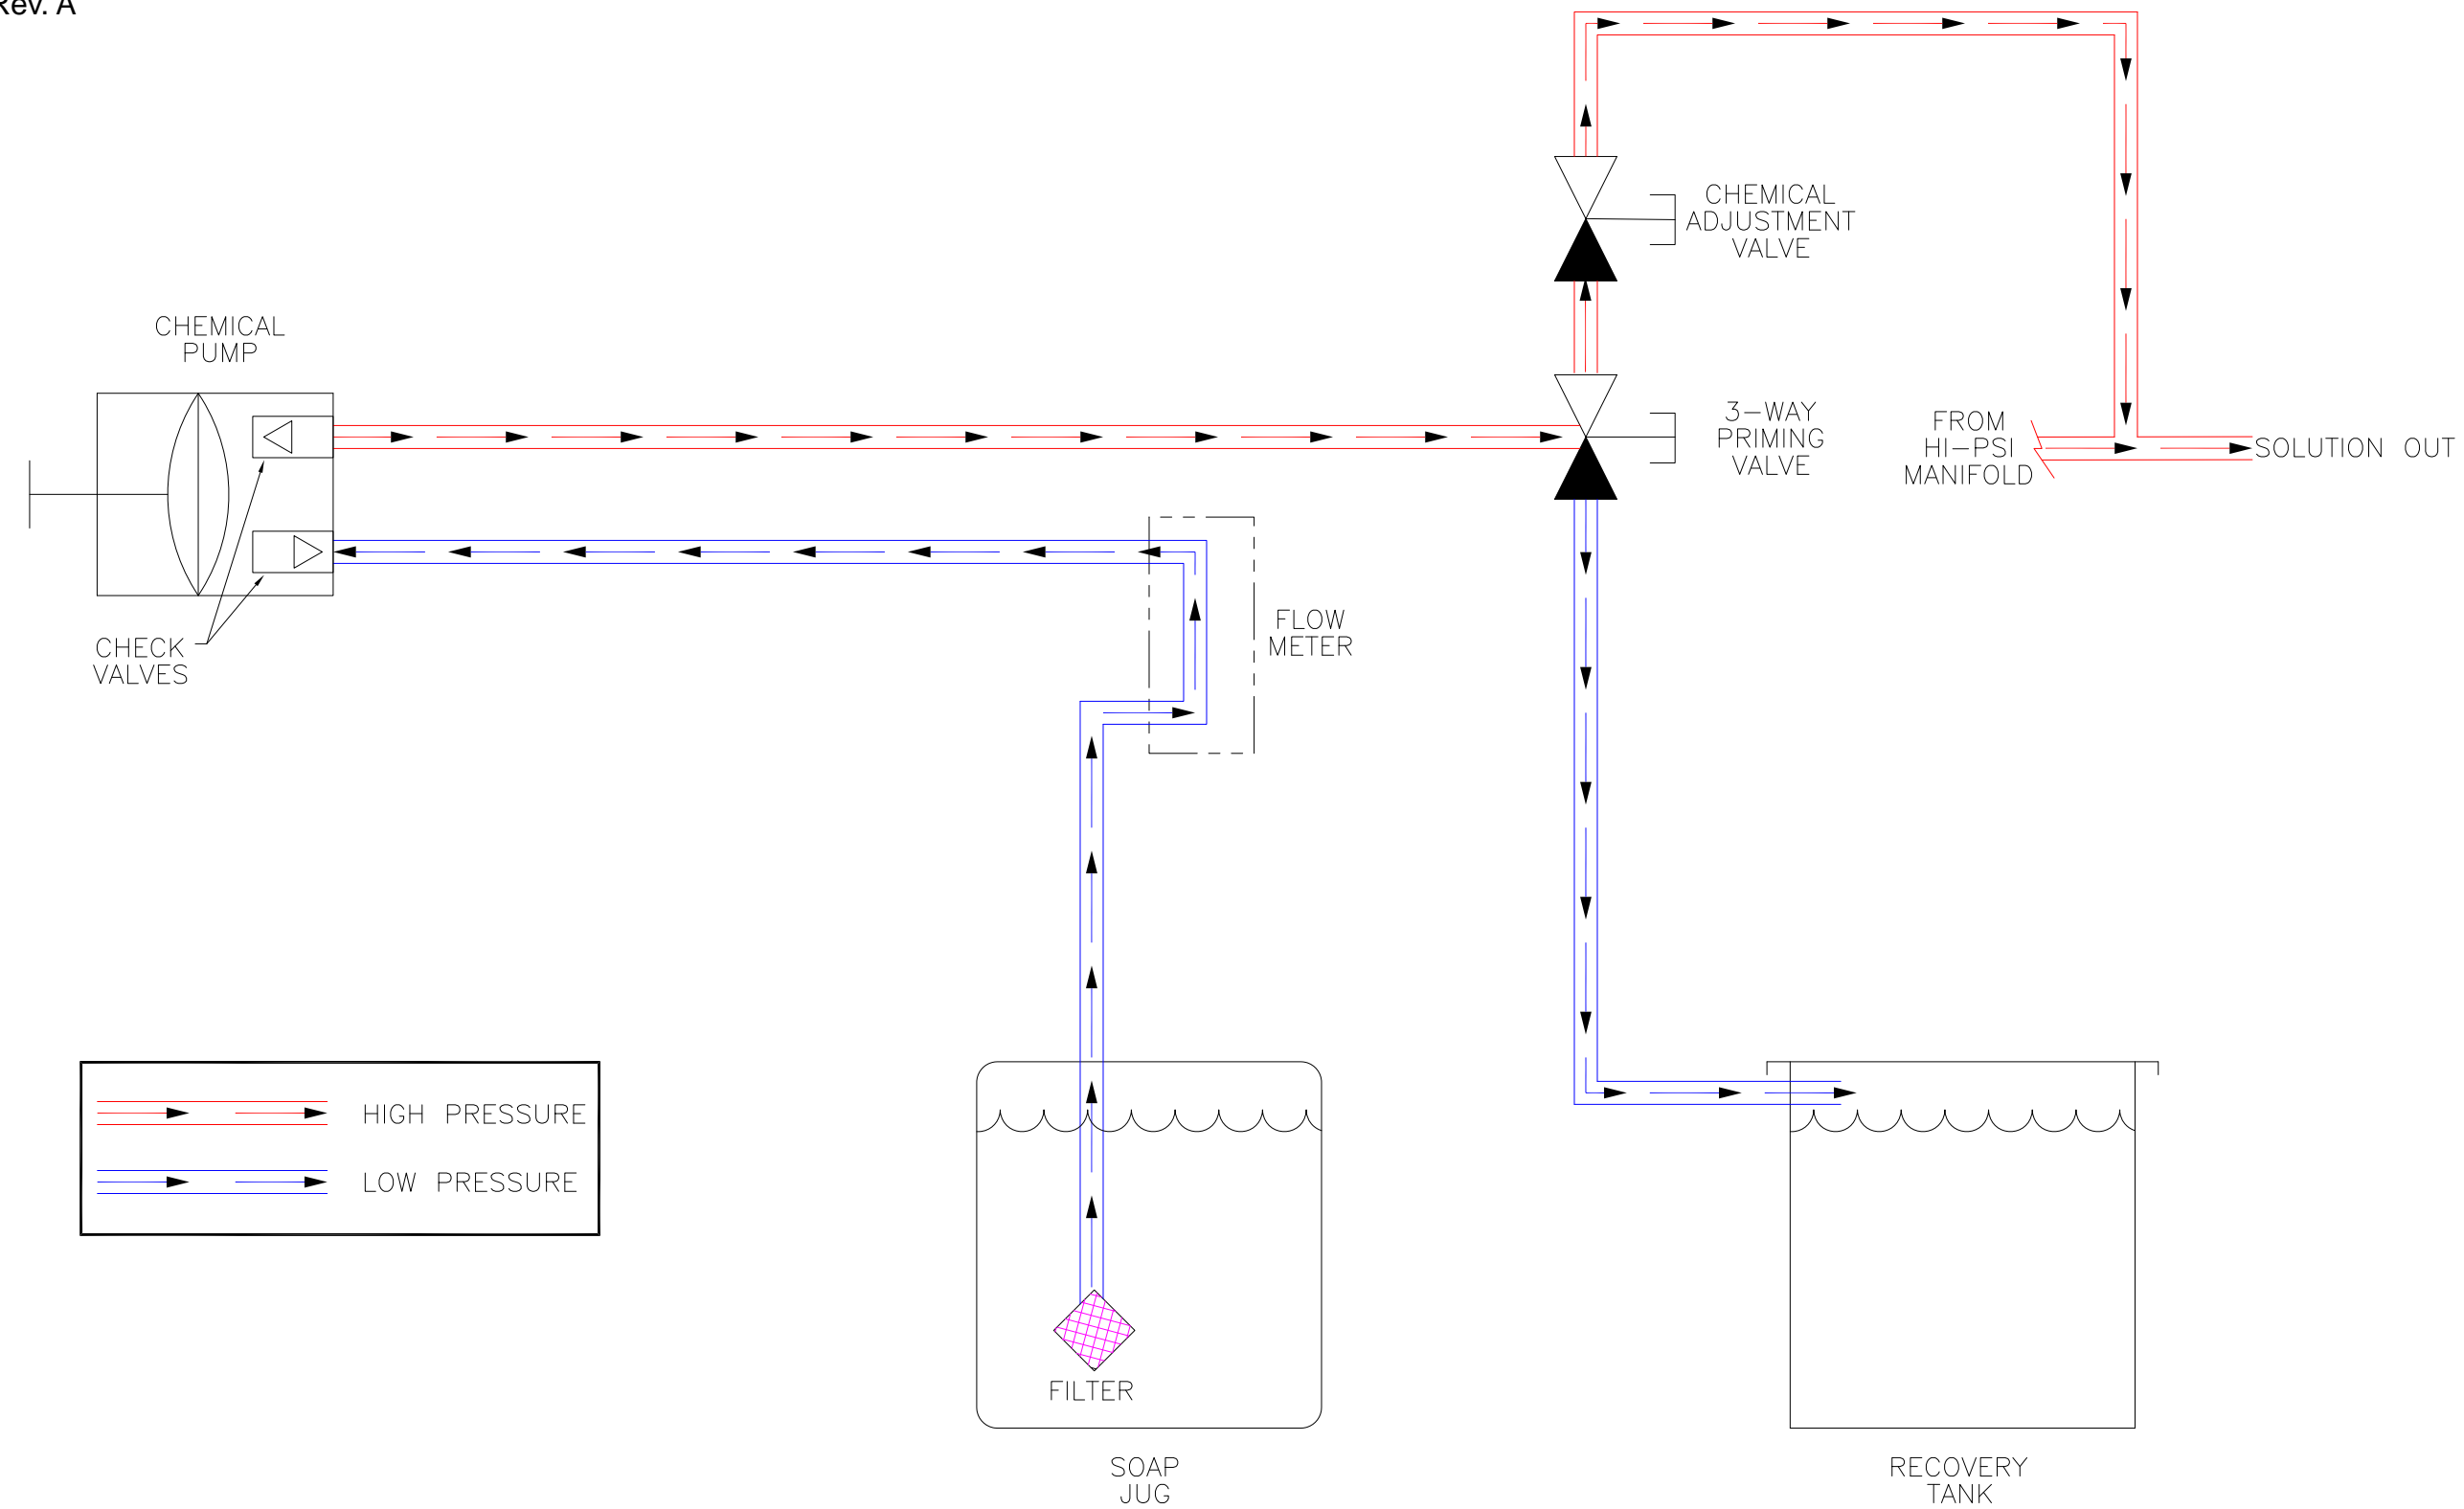 Rev. A
CHEMICAL
ADJUSTMENT
VALVE
CHEMICAL
PUMP
3-WAY
PRIMING
VALVE
FROM
HI-PSI
MANIFOLD
SOLUTION OUT
FLOW
METER
CHECK
VALVES
HIGH PRESSURE
LOW PRESSURE
FILTER
SOAP
JUG
RECOVERY
TANK